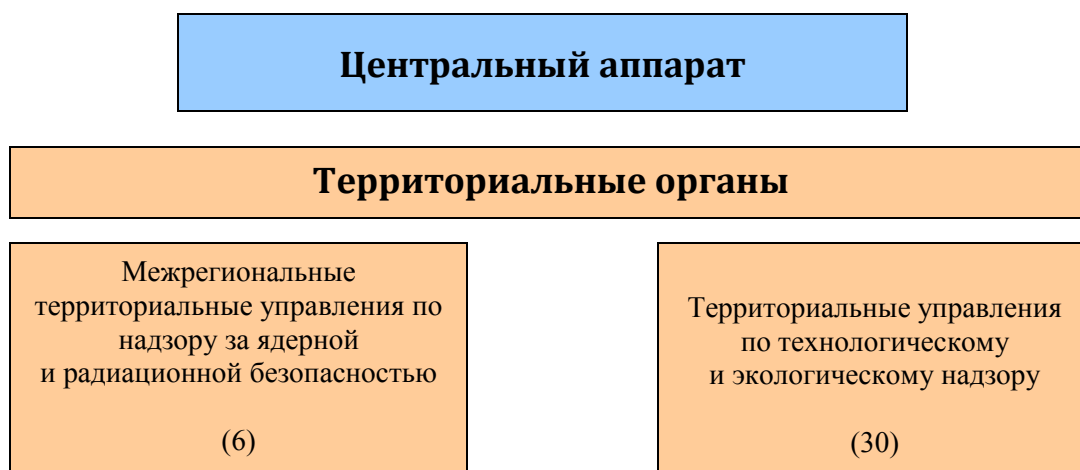 Центральный аппарат
Территориальные органы
Межрегиональные
территориальные управления по
надзору за ядерной
и радиационной безопасностью
(6)
Территориальные управления
по технологическому
и экологическому надзору
(30)